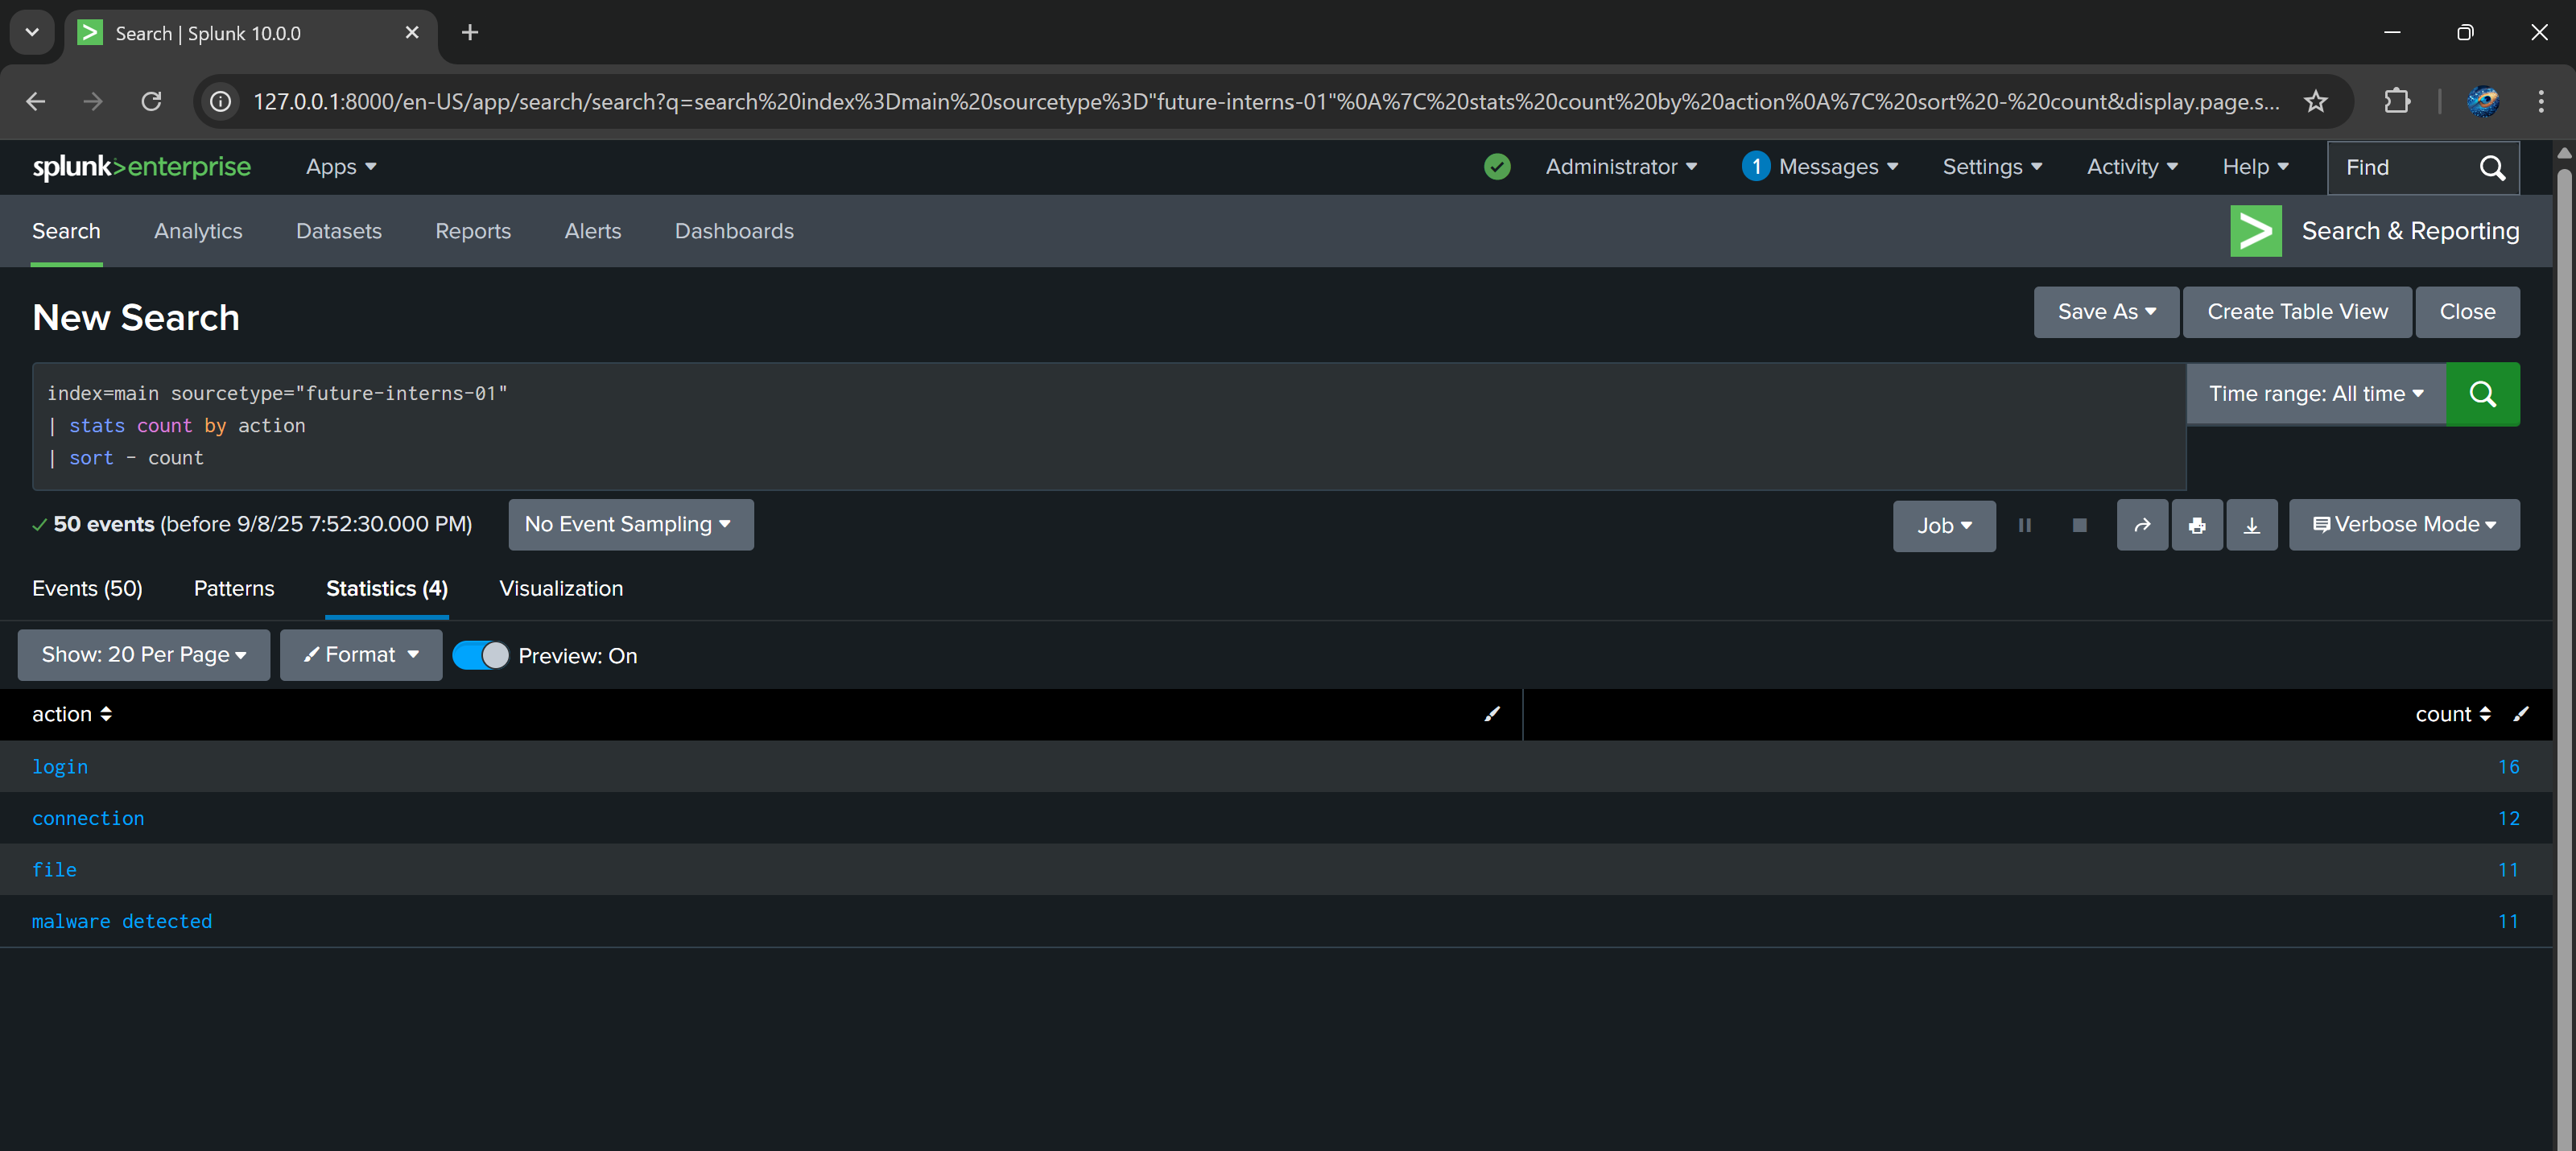 Search | Splunk 10.0.0
127.0.0.1:8000/en-US/app/search/search?q=search%20index%3Dmain%20sourcetype%3D"future-interns-01"%0A%7C%20stats%20count%20by%20action%0A%7C%20sort%20-%20count&display.page.s...
splunk>enterprise Apps Administrator 1 Messages Settings Activity Help Find
Search Analytics Datasets Reports Alerts Dashboards Search & Reporting
New Search Save As Create Table View Close
index=main sourcetype="future-interns-01" Time range: All time
| stats count by action
| sort - count
50 events (before 9/8/25 7:52:30.000 PM) No Event Sampling Job Verbose Mode
Events (50) Patterns Statistics (4) Visualization
Show: 20 Per Page Format Preview: On
action count
login 16
connection 12
file 11
malware detected 11